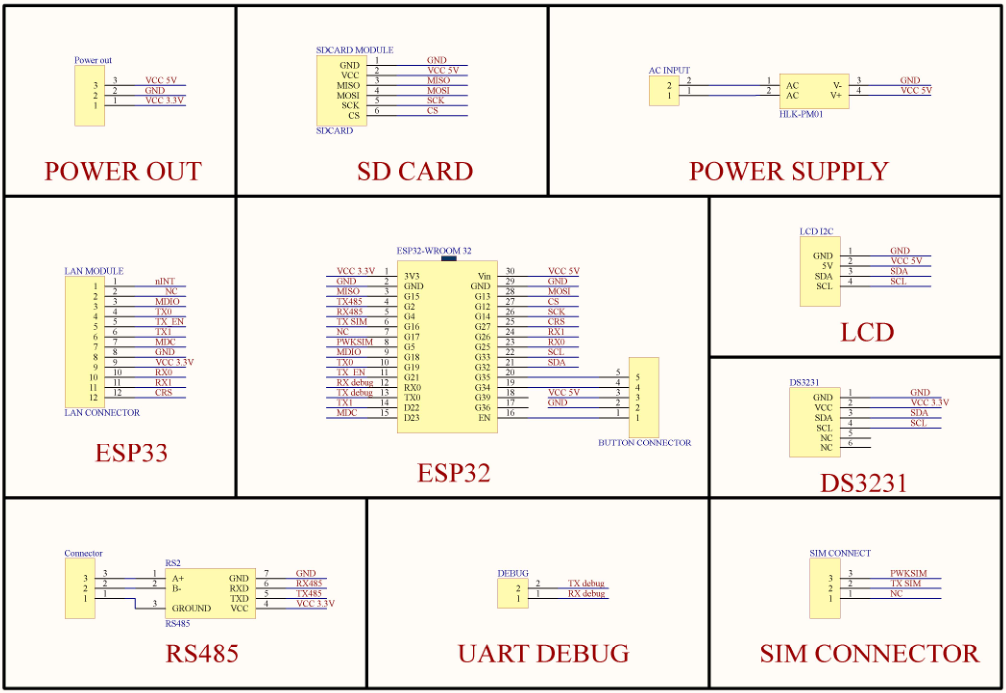 Power out
3 3 VCC 5V
2 2 GND
1 1 VCC 3.3V
POWER OUT
SDCARD MODULE
GND 1 GND
VCC 2 VCC 5V
MISO 3 MISO
MOSI 4 MOSI
SCK 5 SCK
CS 6 CS
SDCARD
SD CARD
AC INPUT
2 2 1 AC V- 3 GND
1 1 2 AC V+ 4 VCC 5V
HLK-PM01
POWER SUPPLY
LAN MODULE
1 1 nINT
2 2 NC
3 3 MDIO
4 4 TX0
5 5 TX_EN
6 6 TX1
7 7 MDC
8 8 GND
9 9 VCC 3.3V
10 10 RX0
11 11 RX1
12 12 CRS
LAN CONNECTOR
ESP33
ESP32-WROOM 32
VCC 3.3V 1 3V3 Vin 30 VCC 5V
GND 2 GND GND 29 GND
MISO 3 G15 G13 28 MOSI
TX485 4 G2 G12 27 CS
RX485 5 G4 G14 26 SCK
TX SIM 6 G16 G27 25 CRS
NC 7 G17 G26 24 RX1
PWKSIM 8 G5 G25 23 RX0
MDIO 9 G18 G33 22 SCL
TX0 10 G19 G32 21 SDA
TX_EN 11 G21 G35 20 5 5
RX debug 12 RX0 G34 19 4 4
TX debug 13 TX0 G39 18 VCC 5V 3 3
TX1 14 D22 G36 17 GND 2 2
MDC 15 D23 EN 16 1 1
BUTTON CONNECTOR
ESP32
LCD I2C
GND 1 GND
5V 2 VCC 5V
SDA 3 SDA
SCL 4 SCL
LCD
DS3231
GND 1 GND
VCC 2 VCC 3.3V
SDA 3 SDA
SCL 4 SCL
NC 5
NC 6
DS3231
Connector RS2
3 3 1 A+ GND 7 GND
2 2 2 B- RXD 6 RX485
1 1 TXD 5 TX485
3 GROUND VCC 4 VCC 3.3V
RS485
RS485
DEBUG
2 2 TX debug
1 1 RX debug
UART DEBUG
SIM CONNECT
3 3 PWKSIM
2 2 TX SIM
1 1 NC
SIM CONNECTOR